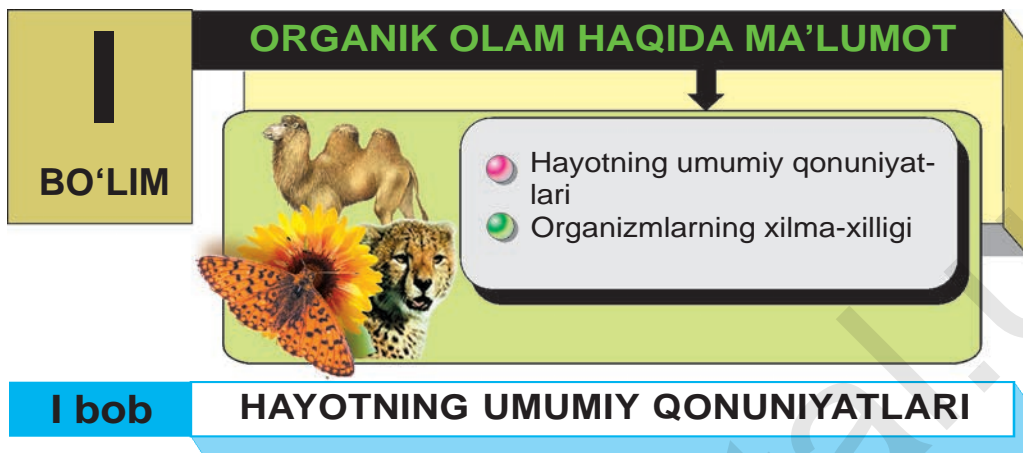 I
BO‘LIM
ORGANIK OLAM HAQIDA MA’LUMOT
Hayotning umumiy qonuniyat-
lari
Organizmlarning xilma-xilligi
I bob
HAYOTNING UMUMIY QONUNIYATLARI